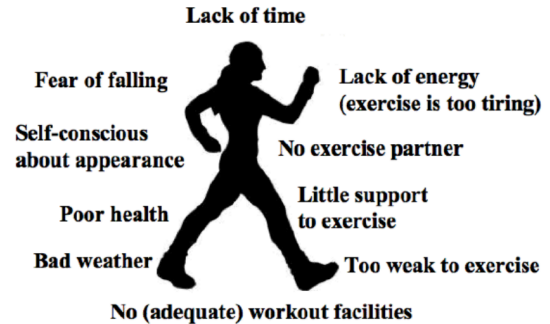 Lack of time
Fear of falling
Lack of energy
(exercise is too tiring)
Self-conscious
about appearance
No exercise partner
Little support
to exercise
Poor health
Bad weather
Too weak to exercise
No (adequate) workout facilities